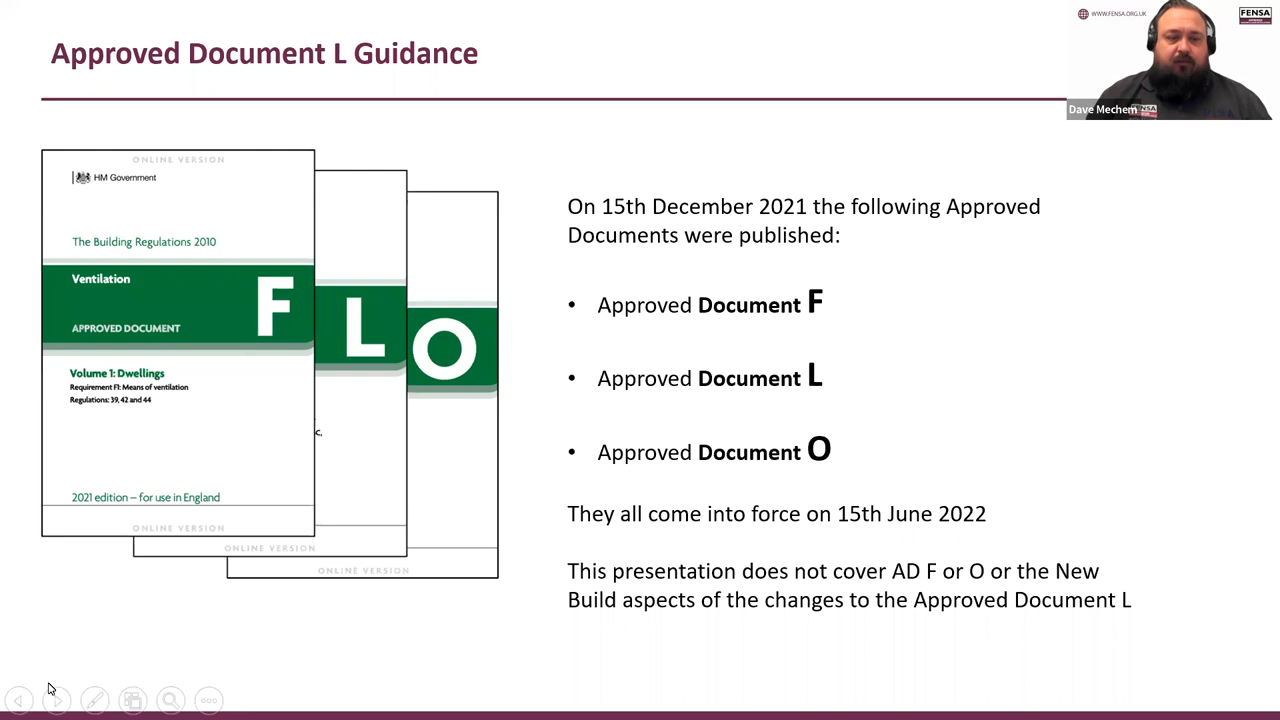 Approved Document L Guidance
WWW.FENSA.ORG.UK
FENSA
Dave Mechem
ONLINE VERSION
HM Government
The Building Regulations 2010
Ventilation
F
APPROVED DOCUMENT
Volume 1: Dwellings
Requirement F1: Means of ventilation
Regulations: 39, 42 and 44
2021 edition – for use in England
ONLINE VERSION
L
c,
ONLINE VERSION
O
ONLINE VERSION
On 15th December 2021 the following Approved
Documents were published:
• Approved Document F
• Approved Document L
• Approved Document O
They all come into force on 15th June 2022
This presentation does not cover AD F or O or the New
Build aspects of the changes to the Approved Document L